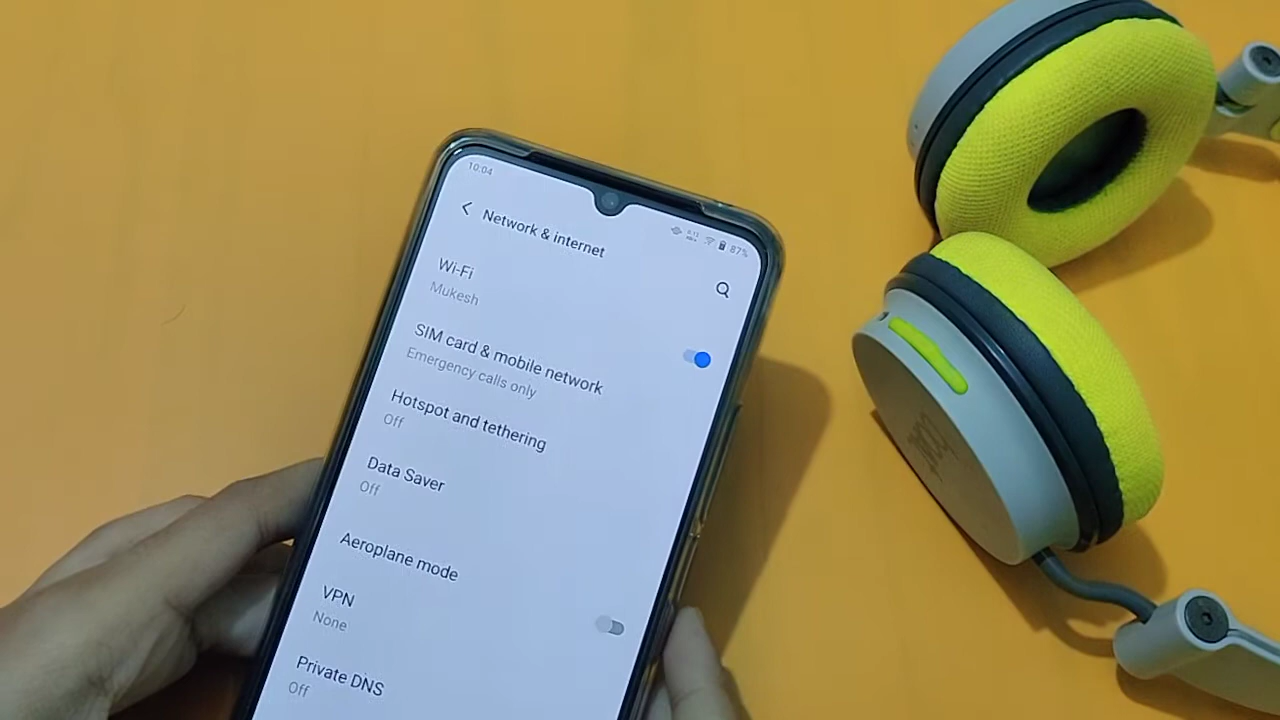 10:04
87%
Network & internet
Wi-Fi
Mukesh
SIM card & mobile network
Emergency calls only
Hotspot and tethering
Off
Data Saver
Off
Aeroplane mode
VPN
None
Private DNS
Off